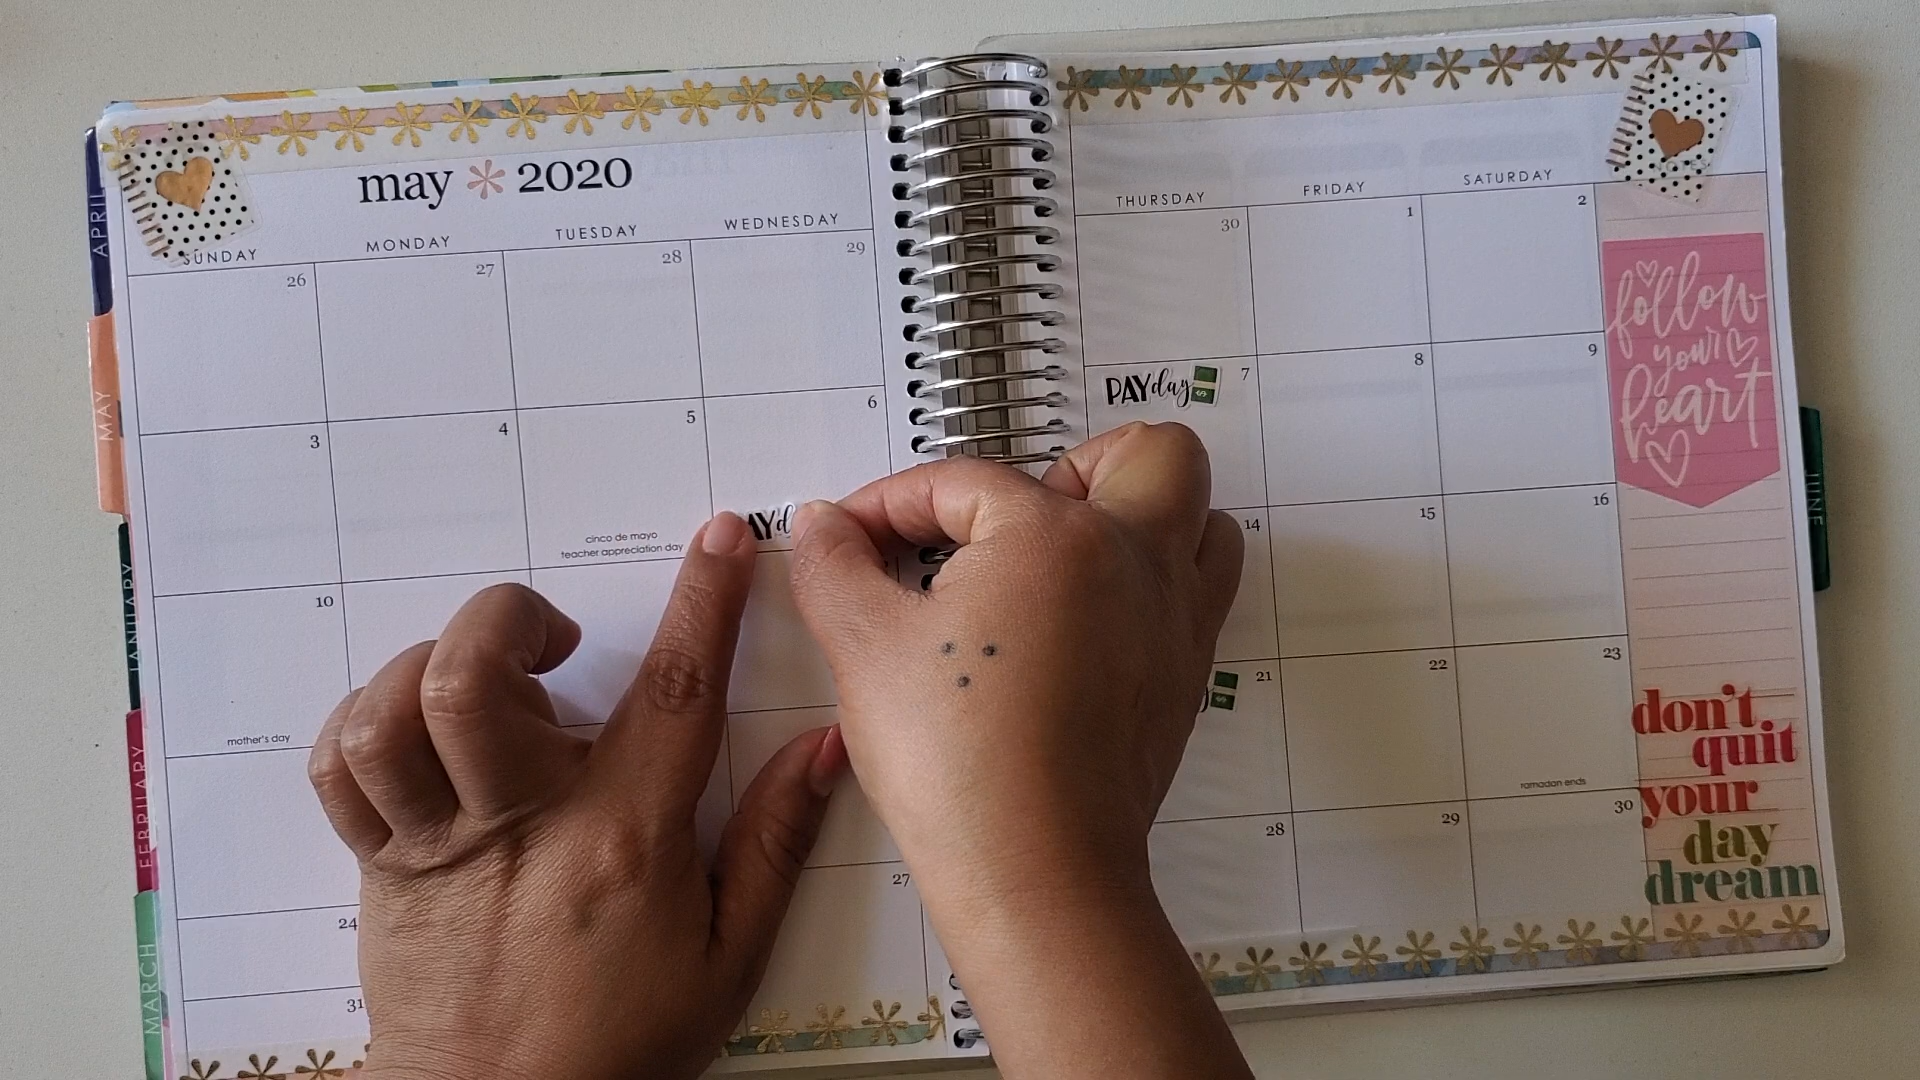 may * 2020
SUNDAY MONDAY TUESDAY WEDNESDAY
26 27 28 29
3 4 5 6
cinco de mayo
teacher appreciation day
AYd
10
mother's day
27
24
31
THURSDAY FRIDAY SATURDAY
30 1 2
PAYday 7 8 9
14 15 16
21 22 23
ramadan ends
28 29 30
follow
your
heart
don't
quit
your
day
dream
APRIL
MAY
JANUARY
FEBRUARY
MARCH
JUNE